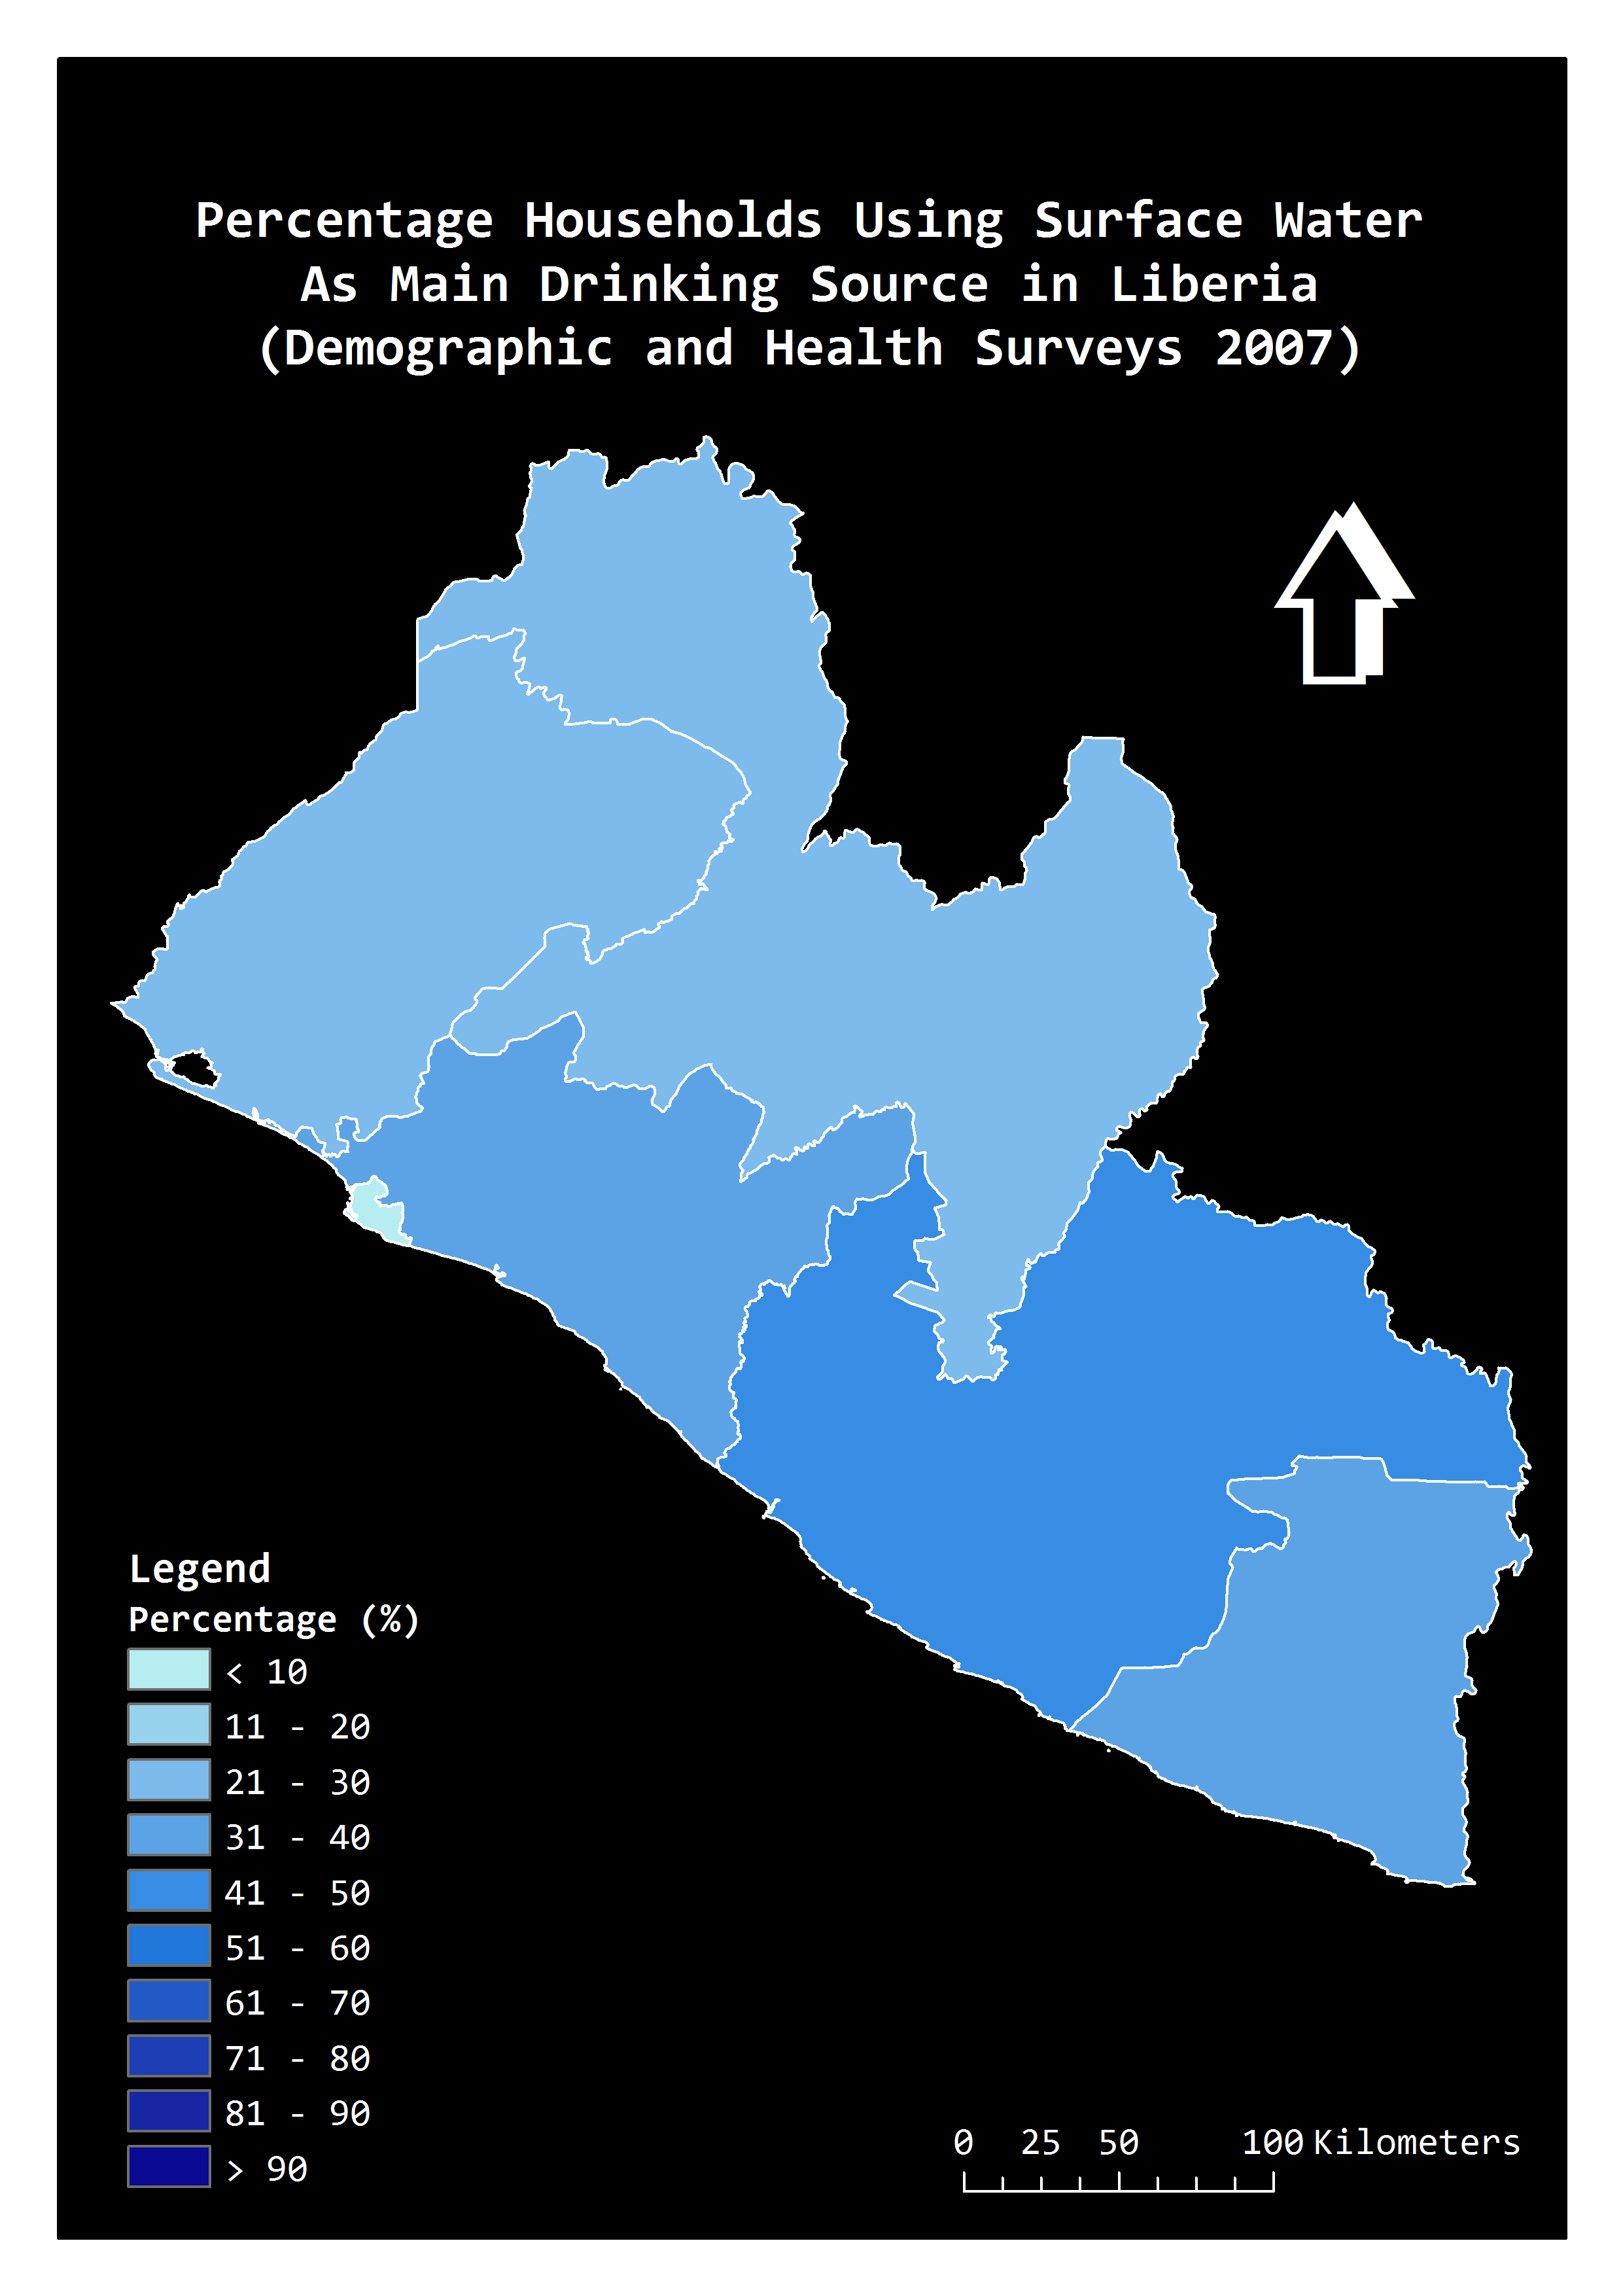 Percentage Households Using Surface Water
As Main Drinking Source in Liberia
(Demographic and Health Surveys 2007)
Legend
Percentage (%)
< 10
11 - 20
21 - 30
31 - 40
41 - 50
51 - 60
61 - 70
71 - 80
81 - 90
> 90
0 25 50 100 Kilometers